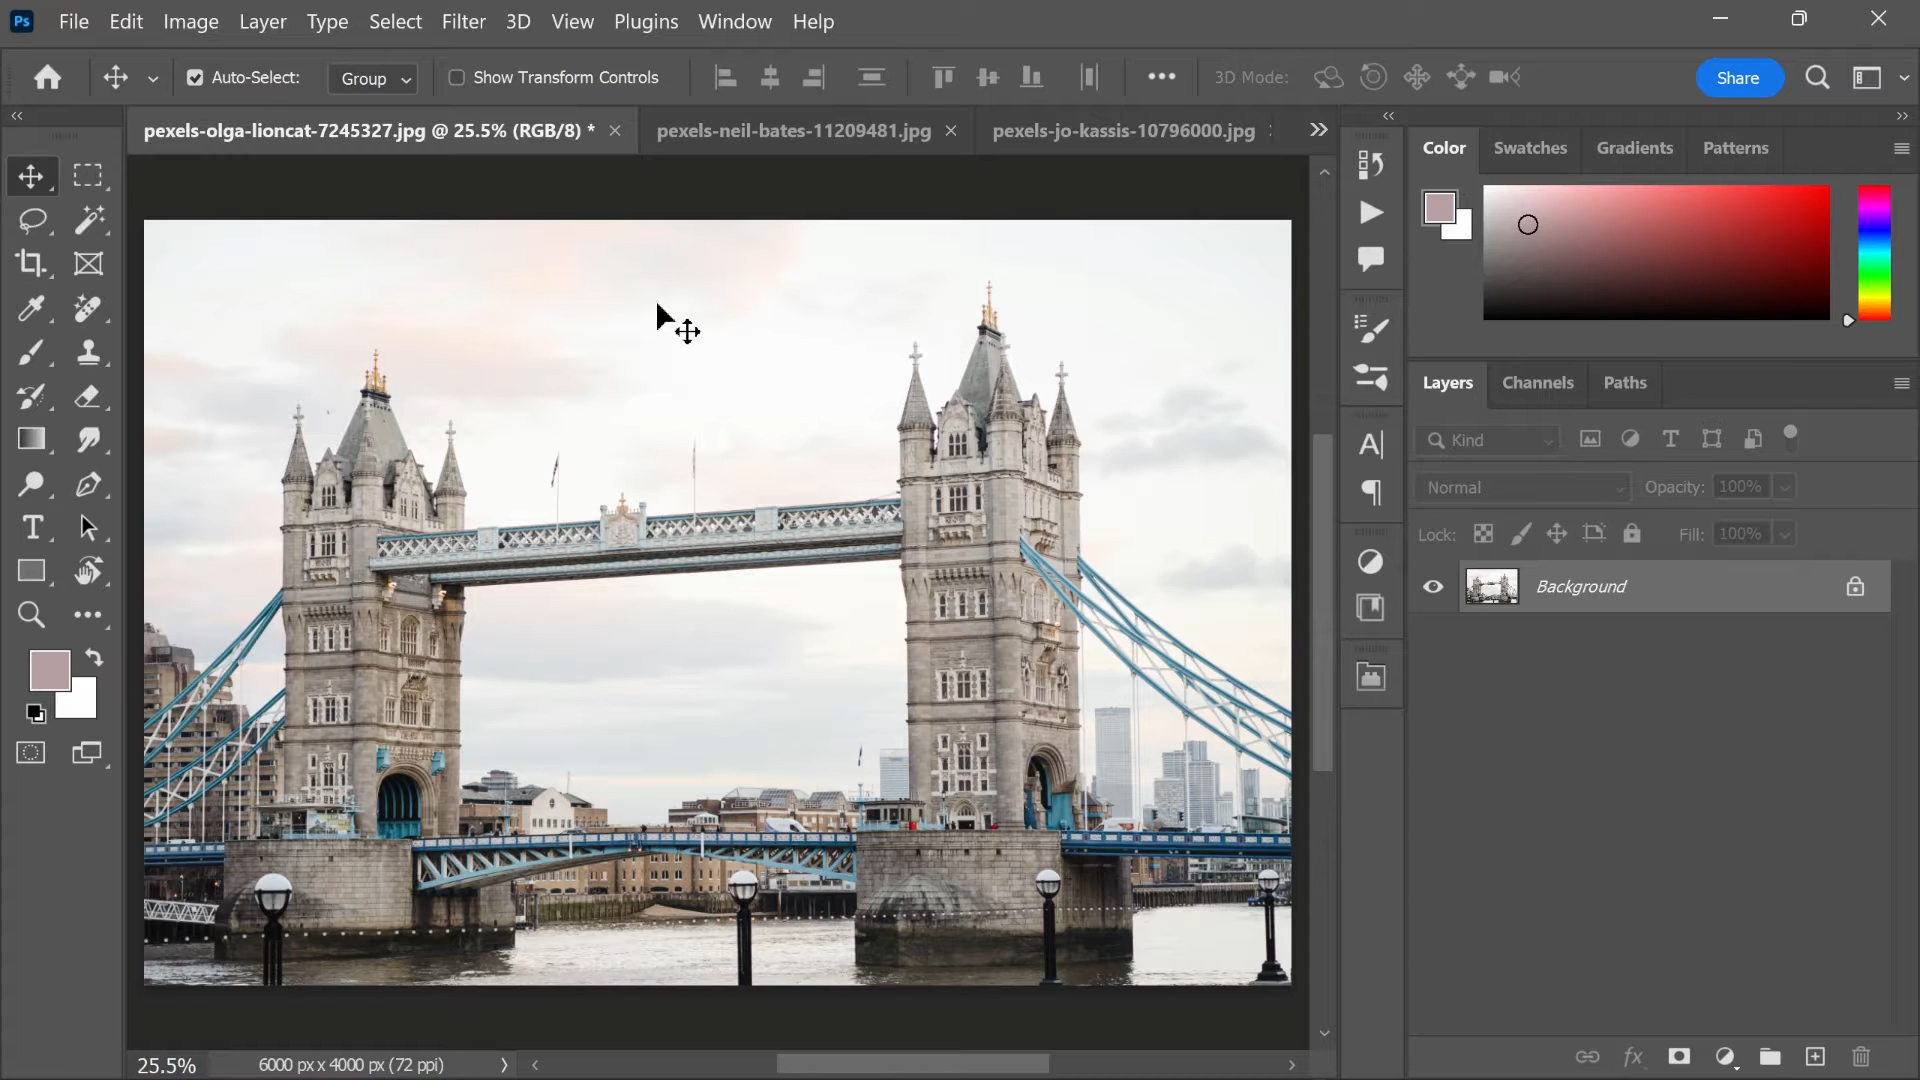 Ps File Edit Image Layer Type Select Filter 3D View Plugins Window Help
Auto-Select: Group Show Transform Controls 3D Mode: Share
pexels-olga-lioncat-7245327.jpg @ 25.5% (RGB/8) * pexels-neil-bates-11209481.jpg pexels-jo-kassis-10796000.jpg
Color Swatches Gradients Patterns
Layers Channels Paths
Kind
Normal Opacity: 100%
Lock: Fill: 100%
Background
25.5% 6000 px x 4000 px (72 ppi)